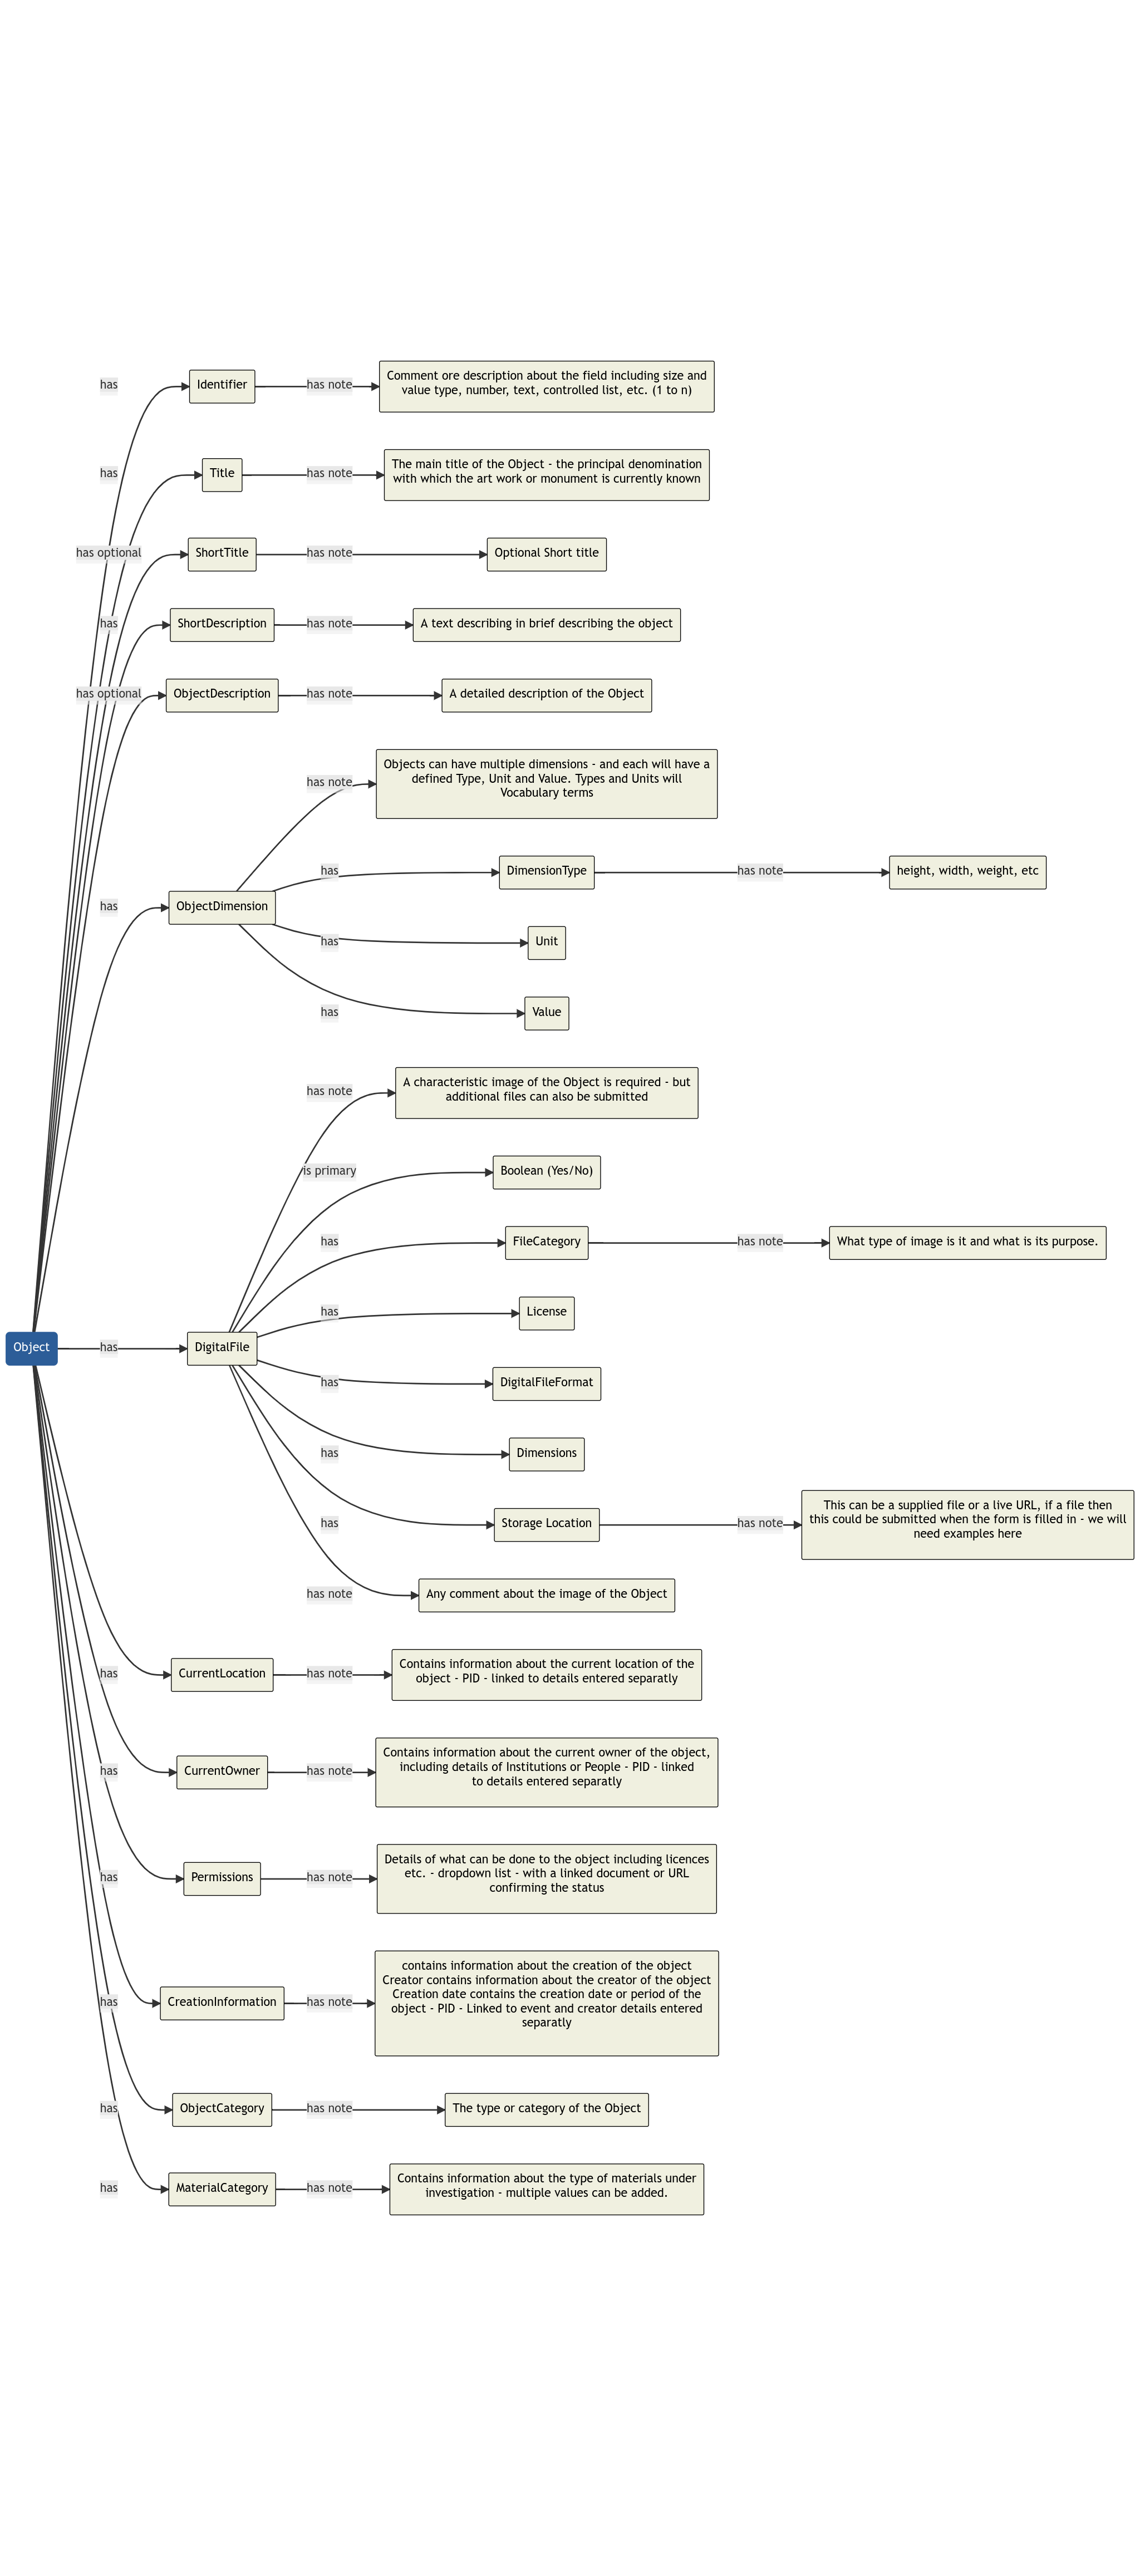 has
Identifier
has note
Comment ore description about the field including size and
value type, number, text, controlled list, etc. (1 to n)
has
Title
has note
The main title of the Object - the principal denomination
with which the art work or monument is currently known
has optional
ShortTitle
has note
Optional Short title
has
ShortDescription
has note
A text describing in brief describing the object
has optional
ObjectDescription
has note
A detailed description of the Object
has note
Objects can have multiple dimensions - and each will have a
defined Type, Unit and Value. Types and Units will
Vocabulary terms
has
DimensionType
has note
height, width, weight, etc
has
ObjectDimension
has
Unit
has
Value
has note
A characteristic image of the Object is required - but
additional files can also be submitted
is primary
Boolean (Yes/No)
has
FileCategory
has note
What type of image is it and what is its purpose.
has
License
Object
has
DigitalFile
has
DigitalFileFormat
has
Dimensions
has
Storage Location
has note
This can be a supplied file or a live URL, if a file then
this could be submitted when the form is filled in - we will
need examples here
has note
Any comment about the image of the Object
has
CurrentLocation
has note
Contains information about the current location of the
object - PID - linked to details entered separatly
has
CurrentOwner
has note
Contains information about the current owner of the object,
including details of Institutions or People - PID - linked
to details entered separatly
has
Permissions
has note
Details of what can be done to the object including licences
etc. - dropdown list - with a linked document or URL
confirming the status
has
CreationInformation
has note
contains information about the creation of the object
Creator contains information about the creator of the object
Creation date contains the creation date or period of the
object - PID - Linked to event and creator details entered
separatly
has
ObjectCategory
has note
The type or category of the Object
has
MaterialCategory
has note
Contains information about the type of materials under
investigation - multiple values can be added.